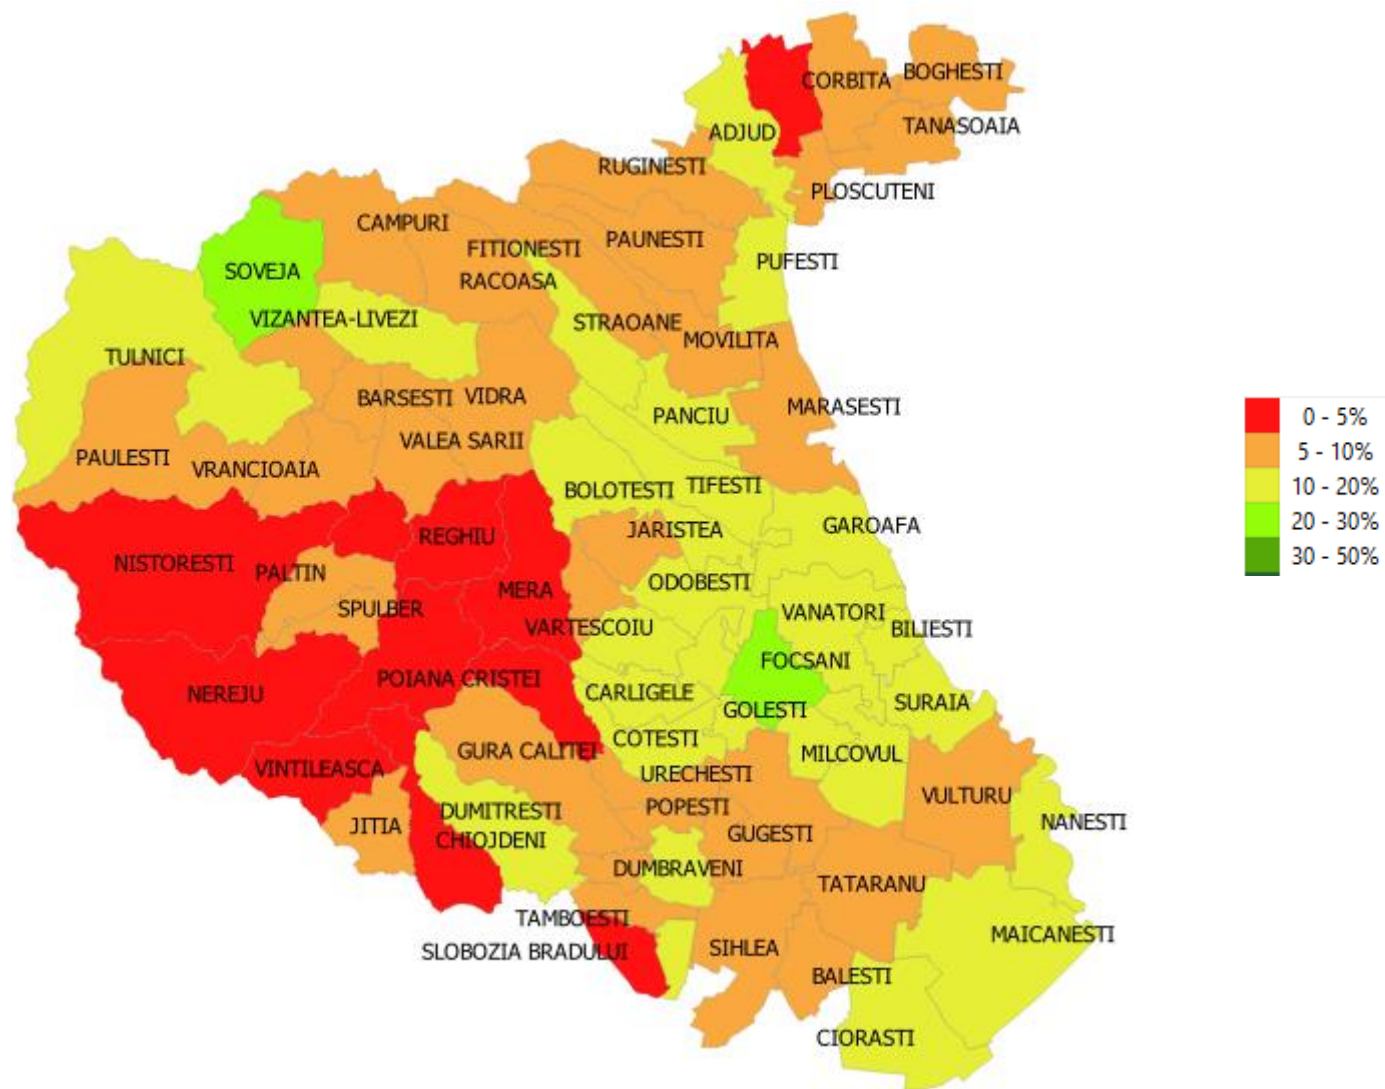 CORBITA
BOGHESTI
ADJUD
TANASOAIA
RUGINESTI
PLOSCUTENI
CAMPURI
FITIONESTI
PAUNESTI
SOVEJA
RACOASA
PUFESTI
VIZANTEA-LIVEZI
STRAOANE
MOVILITA
TULNICI
BARSESTI
VIDRA
PANCIU
MARASESTI
VALEA SARII
PAULESTI
VRANCIOAIA
BOLOTESTI
TIFESTI
REGHIU
JARISTEA
GAROAFA
NISTORESTI
PALTIN
MERA
ODOBESTI
SPULBER
VANATORI
VARTESCOIU
BILIESTI
FOCSANI
NEREJU
POIANA CRISTEI
CARLIGELE
GOLESTI
SURAIA
COTESTI
GURA CALITEI
MILCOVUL
VINTILEASCA
URECHESTI
VULTURU
DUMITRESTI
POPESTI
JITIA
CHIOJDENI
GUGESTI
NANESTI
DUMBRAVENI
TATARANU
TAMBOESTI
SLOBOZIA BRADULUI
SIHLEA
MAICANESTI
BALESTI
CIORASTI
0 - 5%
5 - 10%
10 - 20%
20 - 30%
30 - 50%